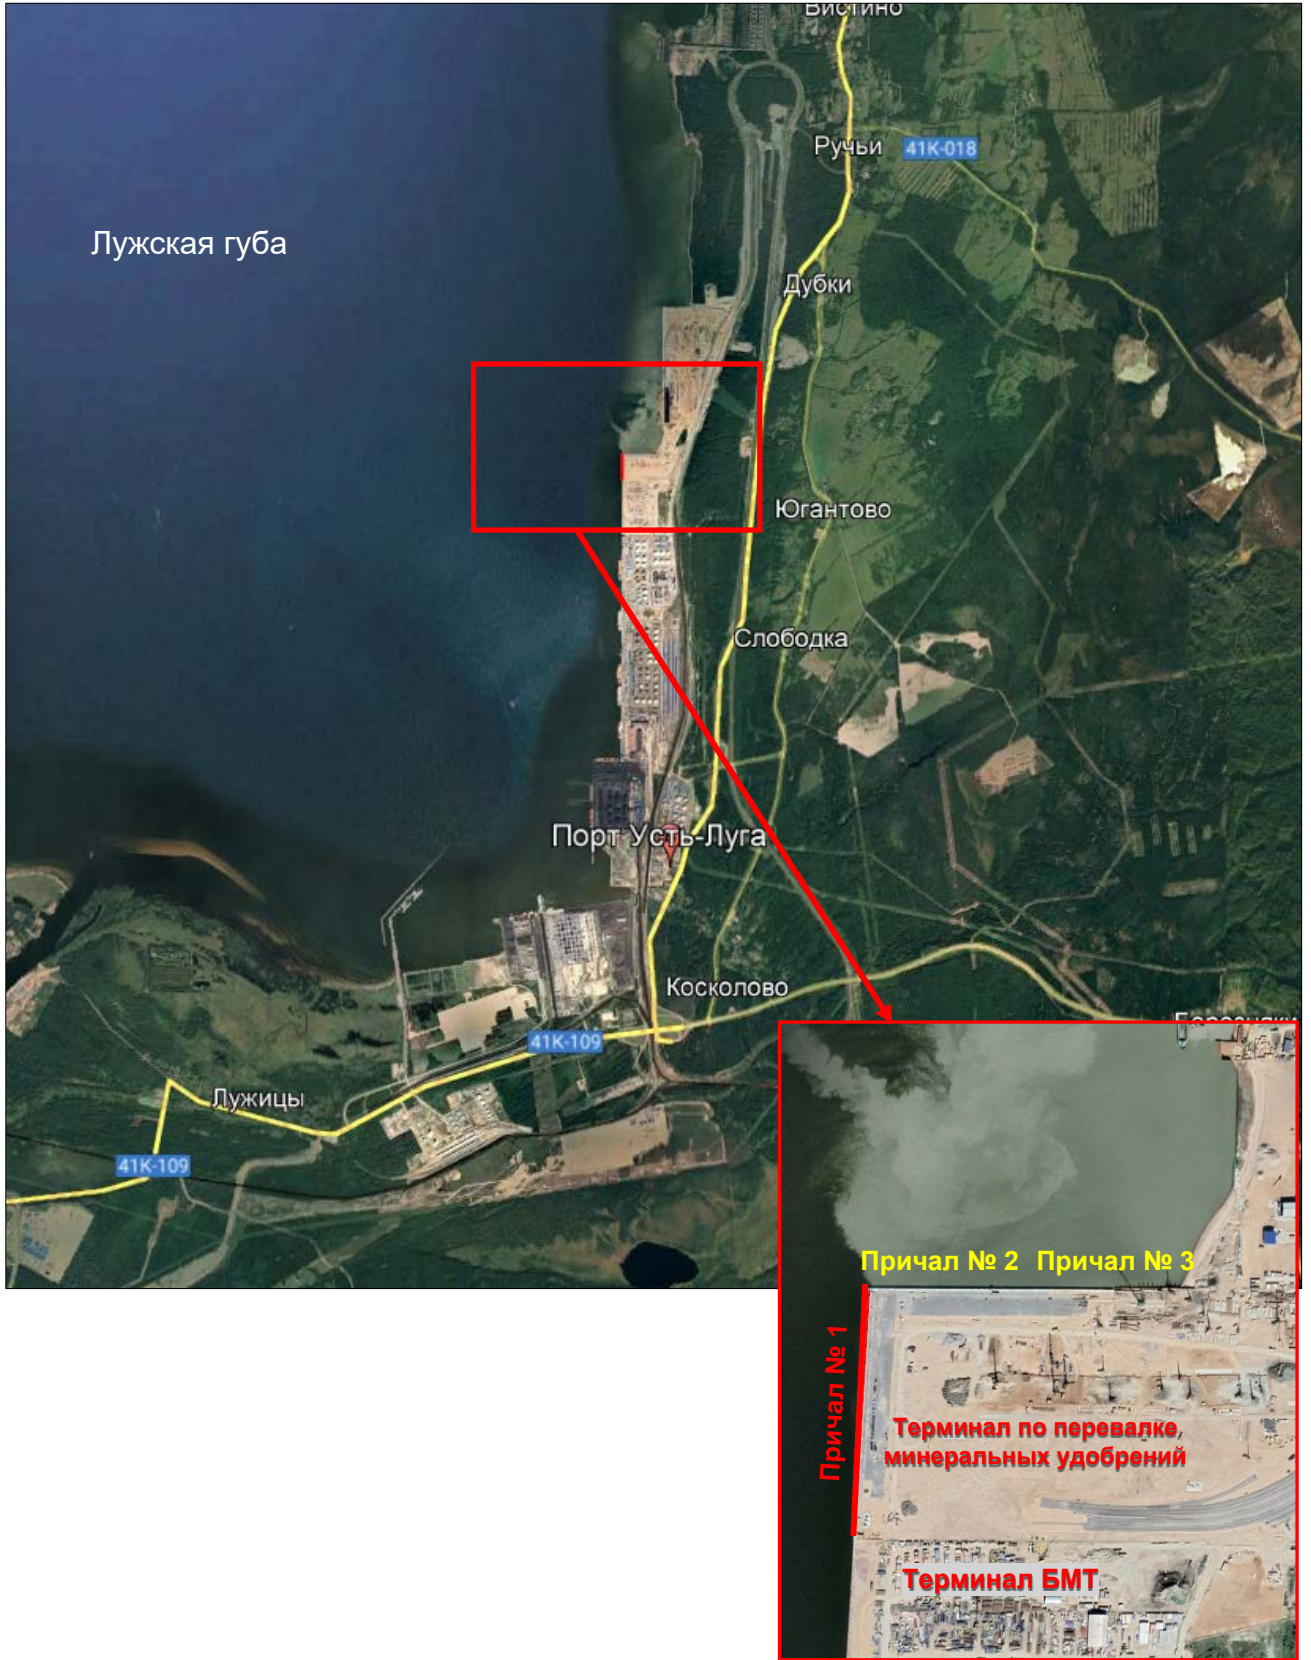 Вистино
Ручьи
41К-018
Лужская губа
Дубки
Югантово
Слободка
Порт Усть-Луга
Косколово
41К-109
Лужицы
41К-109
Причал № 2 Причал № 3
Причал № 1
Терминал по перевалке
минеральных удобрений
Терминал БМТ